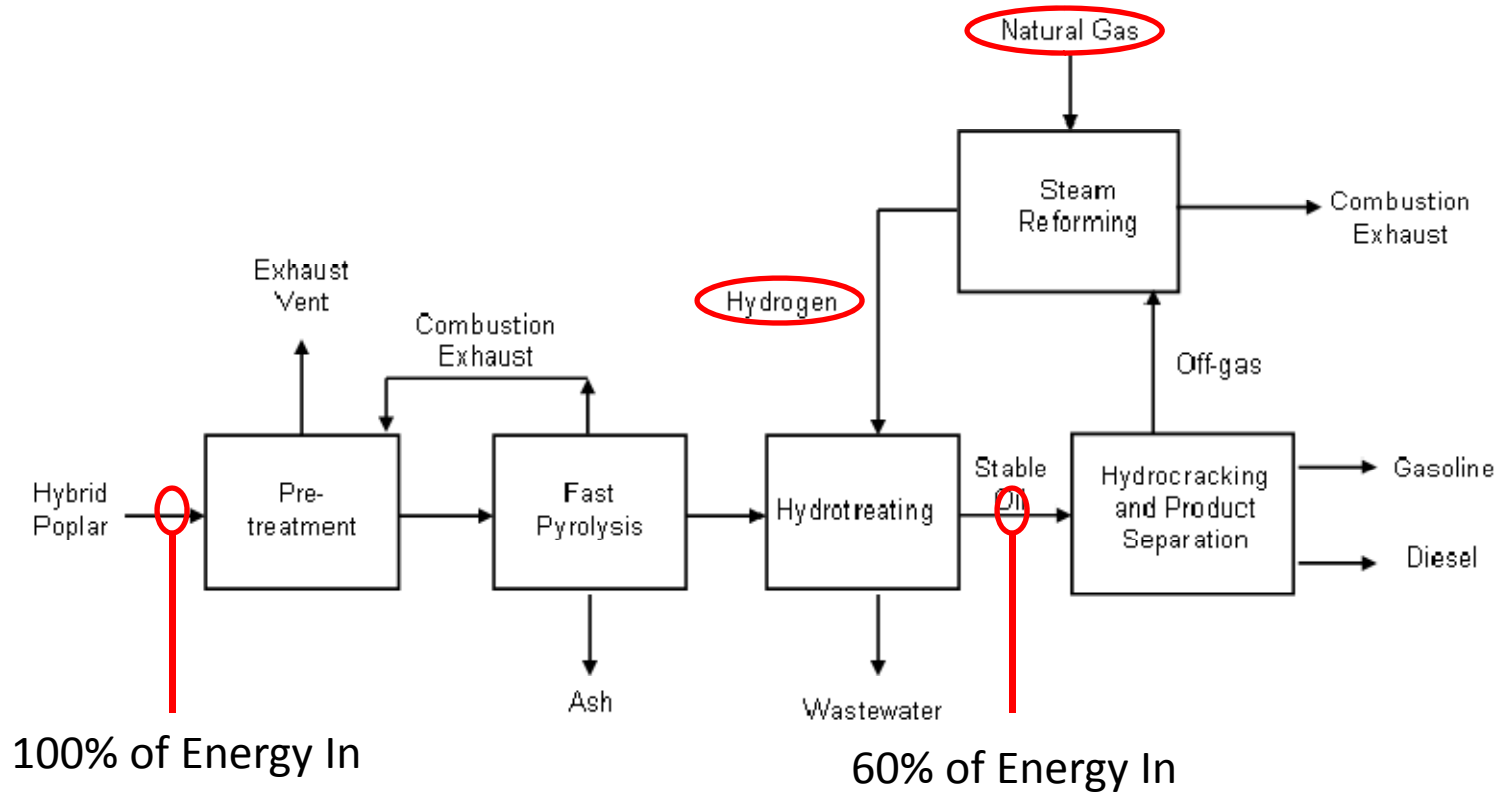 Natural Gas
Steam
Reforming
Combustion
Exhaust
Exhaust
Vent
Hydrogen
Combustion
Exhaust
Off-gas
Hybrid
Poplar
Pre-
treatment
Fast
Pyrolysis
Hydrotreating
Stable
Oil
Hydrocracking
and Product
Separation
Gasoline
Diesel
Ash
Wastewater
100% of Energy In
60% of Energy In